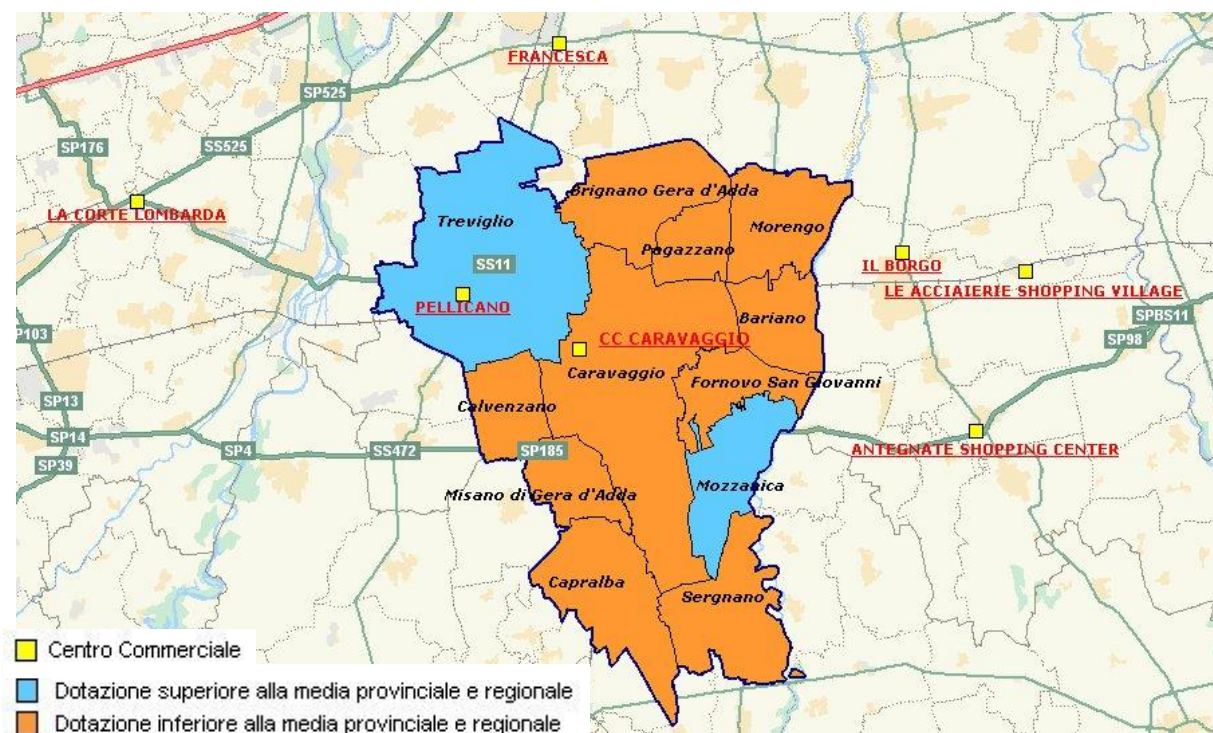 FRANCESCA
SP525
SP176
SS525
LA CORTE LOMBARDA
Brignano Gera d'Adda
Treviglio
Morengo
Pagazzano
SS11
IL BORGO
LE ACCIAIERIE SHOPPING VILLAGE
PELLICANO
SPBS11
Bariano
P103
CC CARAVAGGIO
SP98
Caravaggio
Fornovo San Giovanni
SP13
Calvenzano
SP14
SP4
SS472
SP185
ANTEGNATE SHOPPING CENTER
SP39
Mozzanica
Misano di Gera d'Adda
Capralba
Sergnano
Centro Commerciale
Dotazione superiore alla media provinciale e regionale
Dotazione inferiore alla media provinciale e regionale